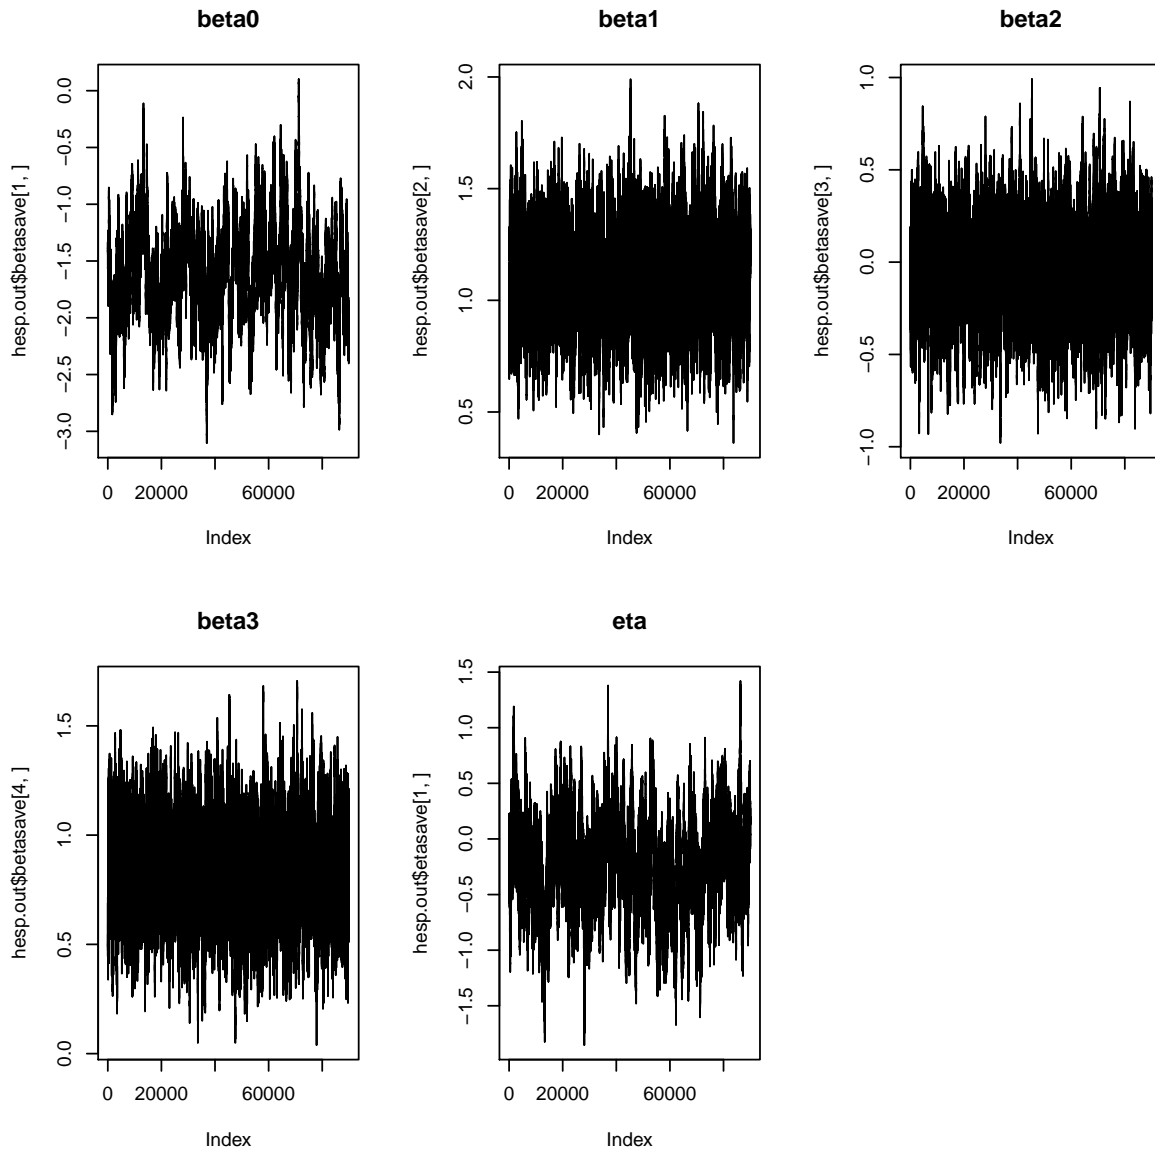 beta0
hesp.out$betasave[1, ]
0.0
−0.5
−1.0
−1.5
−2.0
−2.5
−3.0
0 20000 60000
Index
beta1
hesp.out$betasave[2, ]
2.0
1.5
1.0
0.5
0 20000 60000
Index
beta2
hesp.out$betasave[3, ]
1.0
0.5
0.0
−0.5
−1.0
0 20000 60000
Index
beta3
hesp.out$betasave[4, ]
1.5
1.0
0.5
0.0
0 20000 60000
Index
eta
hesp.out$etasave[1, ]
1.5
1.0
0.5
0.0
−0.5
−1.0
−1.5
0 20000 60000
Index